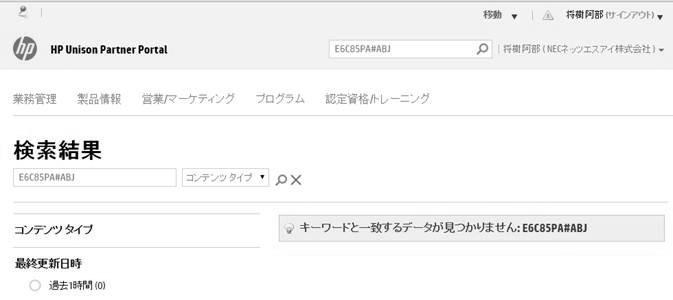 移動 ▼ 将樹 阿部 (サインアウト) ▼
hp HP Unison Partner Portal E6C85PA#ABJ 将樹 阿部 ( NECネッツエスアイ株式会社 )
業務管理 製品情報 営業/マーケティング プログラム 認定資格/トレーニング
検索結果
E6C85PA#ABJ コンテンツ タイプ ▼
コンテンツ タイプ
キーワードと一致するデータが見つかりません: E6C85PA#ABJ
最終更新日時
過去1時間 (0)